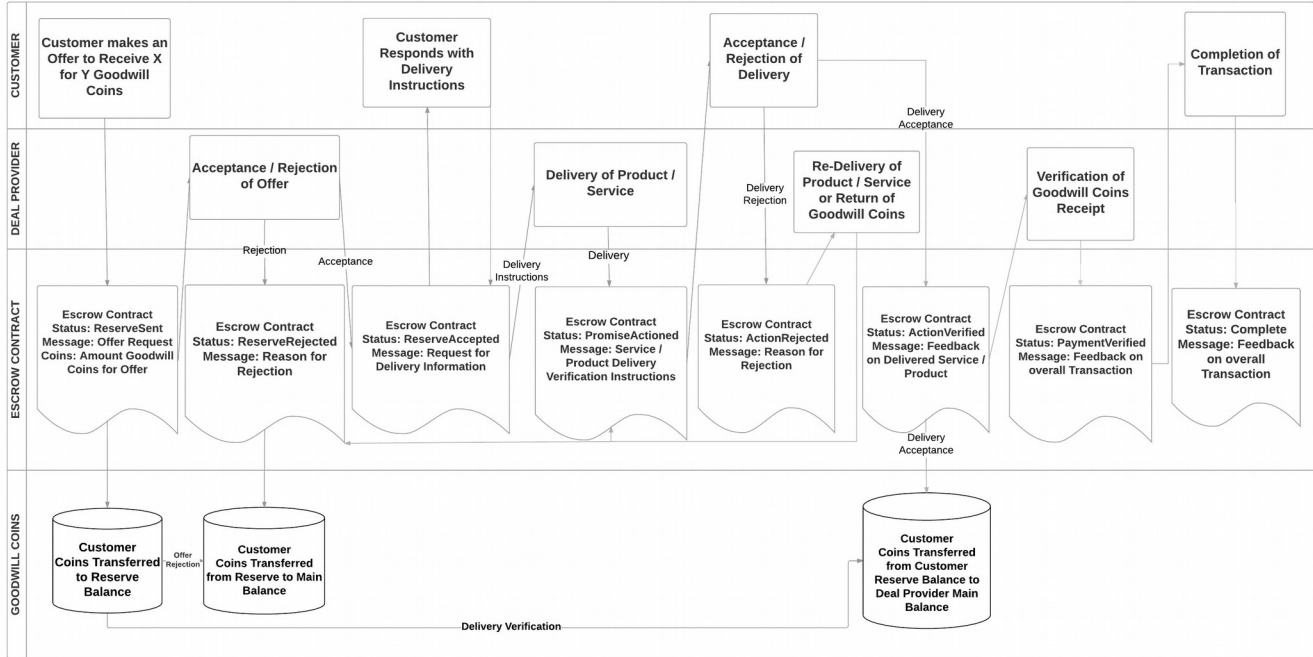 CUSTOMER
Customer makes an
Offer to Receive X
for Y Goodwill
Coins
Customer
Responds with
Delivery
Instructions
Acceptance /
Rejection of
Delivery
Completion of
Transaction
Delivery
Acceptance
DEAL PROVIDER
Acceptance / Rejection
of Offer
Delivery of Product /
Service
Delivery
Rejection
Re-Delivery of
Product / Service
or Return of
Goodwill Coins
Verification of
Goodwill Coins
Receipt
Rejection
Acceptance
Delivery
Instructions
Delivery
ESCROW CONTRACT
Escrow Contract
Status: ReserveSent
Message: Offer Request
Coins: Amount Goodwill
Coins for Offer
Escrow Contract
Status: ReserveRejected
Message: Reason for
Rejection
Escrow Contract
Status: ReserveAccepted
Message: Request for
Delivery Information
Escrow Contract
Status: PromiseActioned
Message: Service /
Product Delivery
Verification Instructions
Escrow Contract
Status: ActionRejected
Message: Reason for
Rejection
Escrow Contract
Status: ActionVerified
Message: Feedback
on Delivered Service /
Product
Escrow Contract
Status: PaymentVerified
Message: Feedback on
overall Transaction
Escrow Contract
Status: Complete
Message: Feedback
on overall
Transaction
Delivery
Acceptance
GOODWILL COINS
Customer
Coins Transferred
to Reserve
Balance
Offer
Rejection
Customer
Coins Transferred
from Reserve to Main
Balance
Customer
Coins Transferred
from Customer
Reserve Balance to
Deal Provider Main
Balance
Delivery Verification